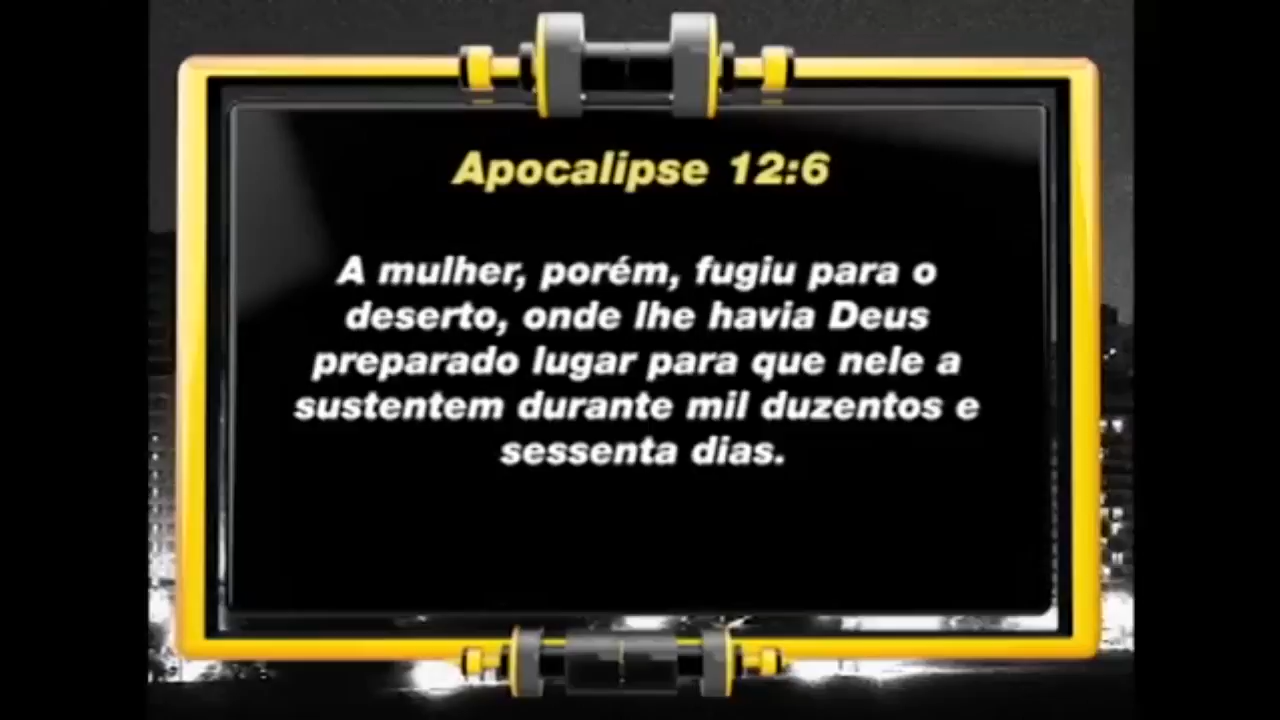 Apocalipse 12:6
A mulher, porém, fugiu para o
deserto, onde lhe havia Deus
preparado lugar para que nele a
sustentem durante mil duzentos e
sessenta dias.